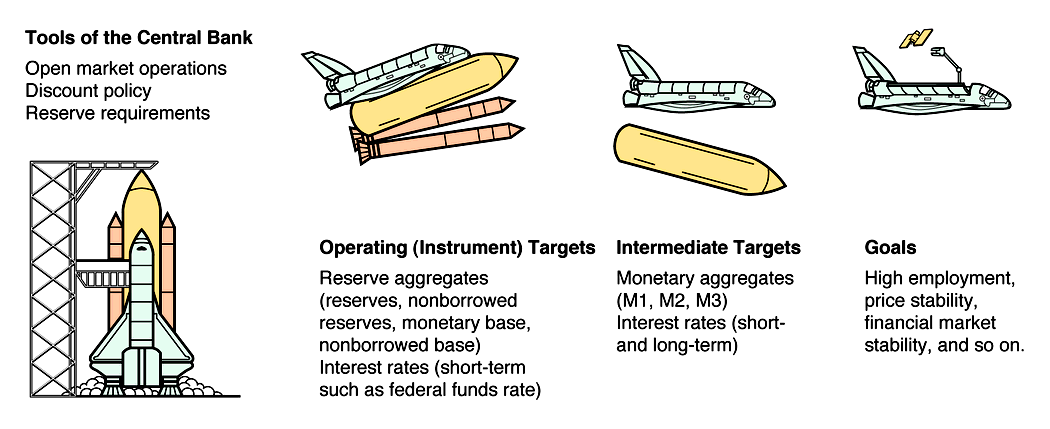 Tools of the Central Bank
Open market operations
Discount policy
Reserve requirements
Operating (Instrument) Targets
Reserve aggregates
(reserves, nonborrowed
reserves, monetary base,
nonborrowed base)
Interest rates (short-term
such as federal funds rate)
Intermediate Targets
Monetary aggregates
(M1, M2, M3)
Interest rates (short-
and long-term)
Goals
High employment,
price stability,
financial market
stability, and so on.